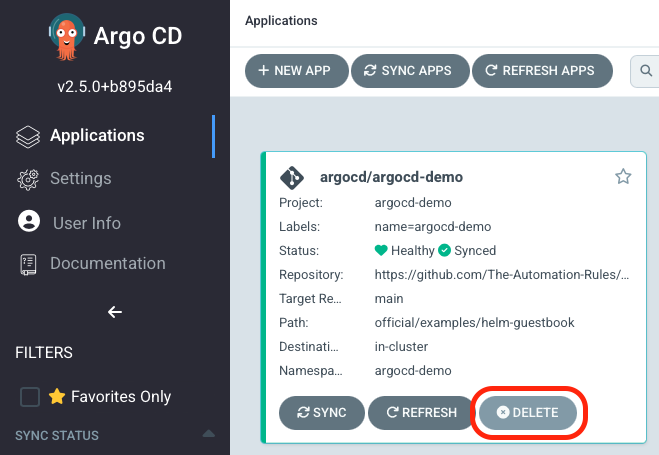 Argo CD
v2.5.0+b895da4
Applications
Settings
User Info
Documentation
FILTERS
Favorites Only
SYNC STATUS
Applications
NEW APP
SYNC APPS
REFRESH APPS
argocd/argocd-demo
Project: argocd-demo
Labels: name=argocd-demo
Status: Healthy Synced
Repository: https://github.com/The-Automation-Rules/...
Target Re... main
Path: official/examples/helm-guestbook
Destinati... in-cluster
Namespa... argocd-demo
SYNC REFRESH DELETE